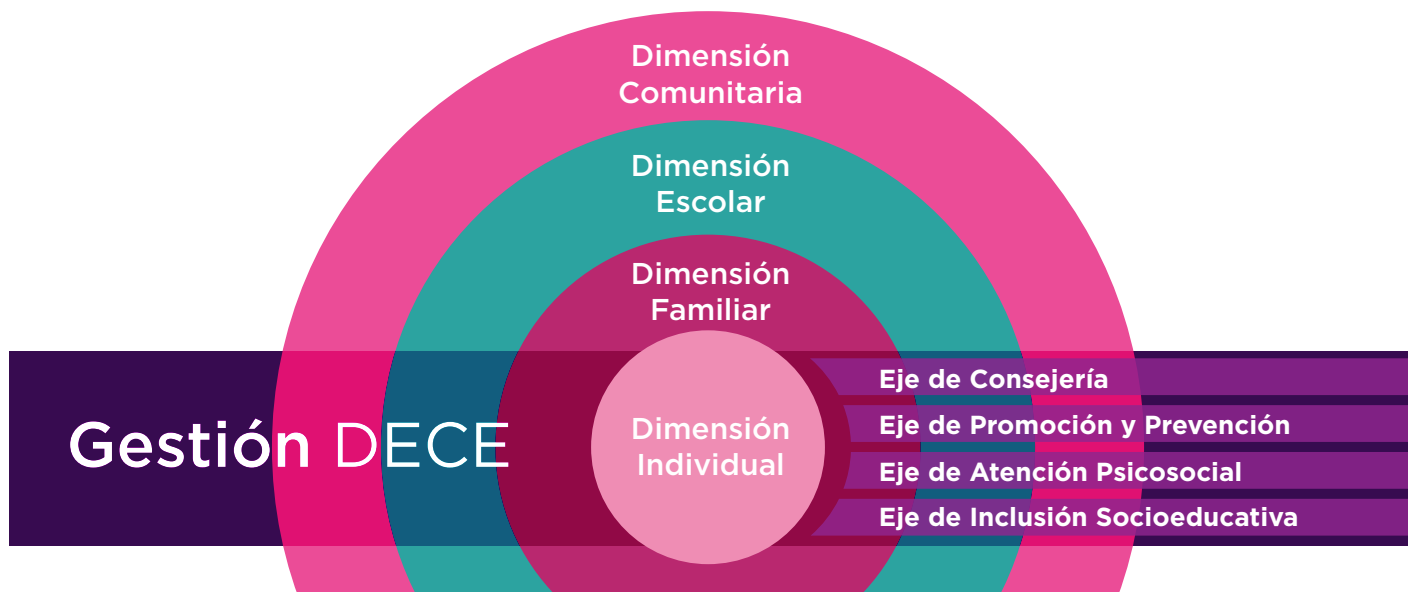 Dimensión
Comunitaria
Dimensión
Escolar
Dimensión
Familiar
Dimensión
Individual
Gestión DECE
Eje de Consejería
Eje de Promoción y Prevención
Eje de Atención Psicosocial
Eje de Inclusión Socioeducativa